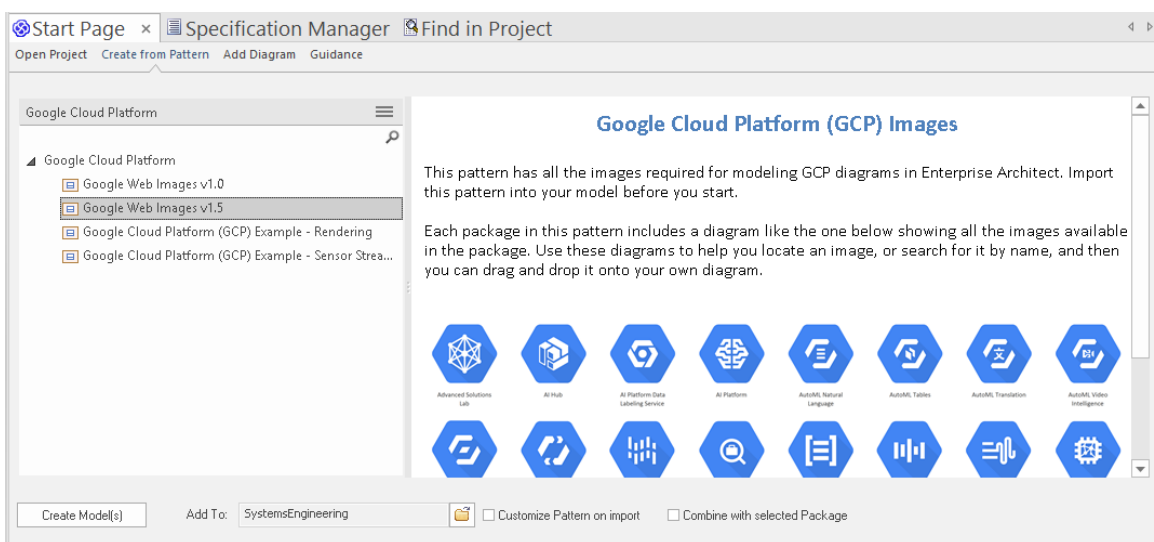 Start Page × Specification Manager Find in Project
Open Project Create from Pattern Add Diagram Guidance
Google Cloud Platform
Google Cloud Platform
Google Web Images v1.0
Google Web Images v1.5
Google Cloud Platform (GCP) Example - Rendering
Google Cloud Platform (GCP) Example - Sensor Strea...
Google Cloud Platform (GCP) Images
This pattern has all the images required for modeling GCP diagrams in Enterprise Architect. Import
this pattern into your model before you start.
Each package in this pattern includes a diagram like the one below showing all the images available
in the package. Use these diagrams to help you locate an image, or search for it by name, and then
you can drag and drop it onto your own diagram.
Advanced Solutions
Lab
AI Hub
AI Platform Data
Labeling Service
AI Platform
AutoML Natural
Language
AutoML Tables
AutoML Translation
AutoML Video
Intelligence
Create Model(s) Add To: SystemsEngineering Customize Pattern on import Combine with selected Package